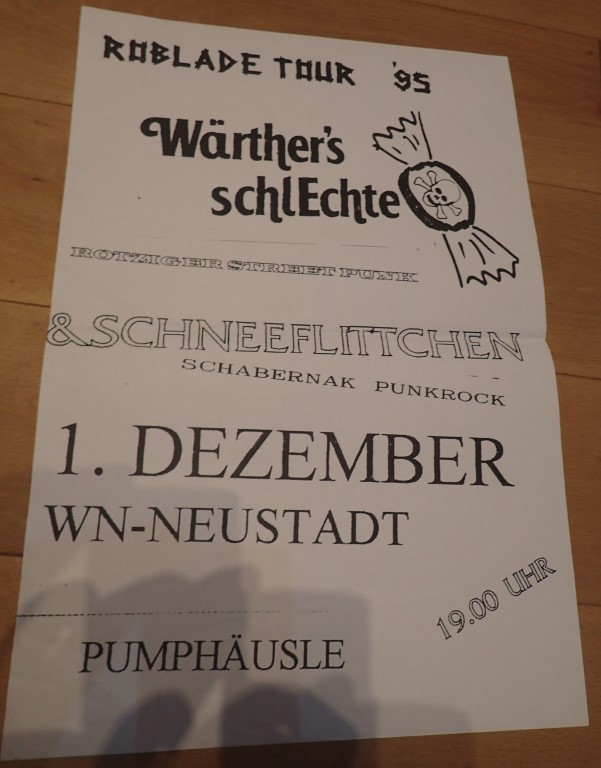 ROBLADE TOUR '95
Wärther's
schlEchte
ROTZIGER STREET PUNK
& SCHNEEFLITTCHEN
SCHABERNAK PUNKROCK
1. DEZEMBER
WN-NEUSTADT
19.00 UHR
PUMPHÄUSLE